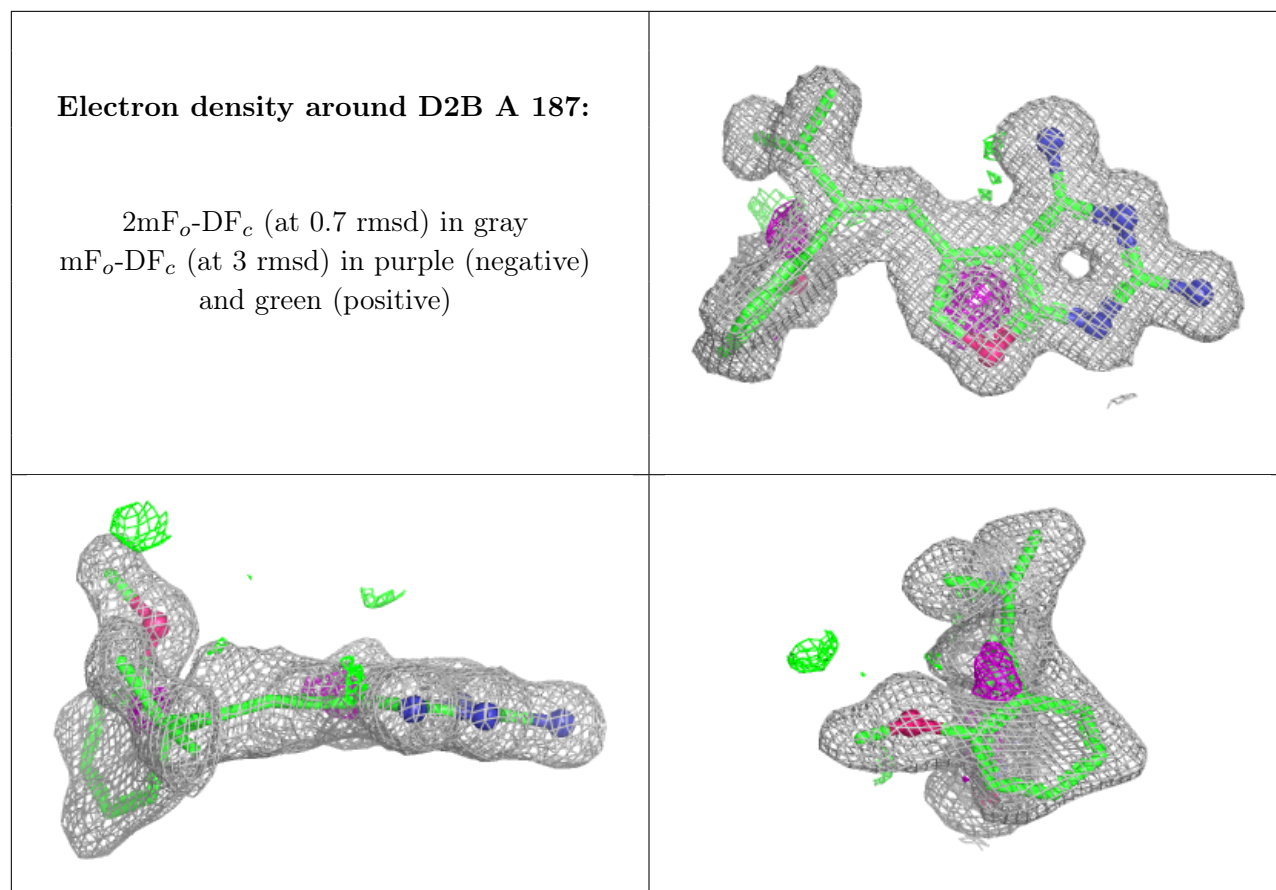 Electron density around D2B A 187:
2mFₒ-DF𝒸 (at 0.7 rmsd) in gray
mFₒ-DF𝒸 (at 3 rmsd) in purple (negative)
and green (positive)